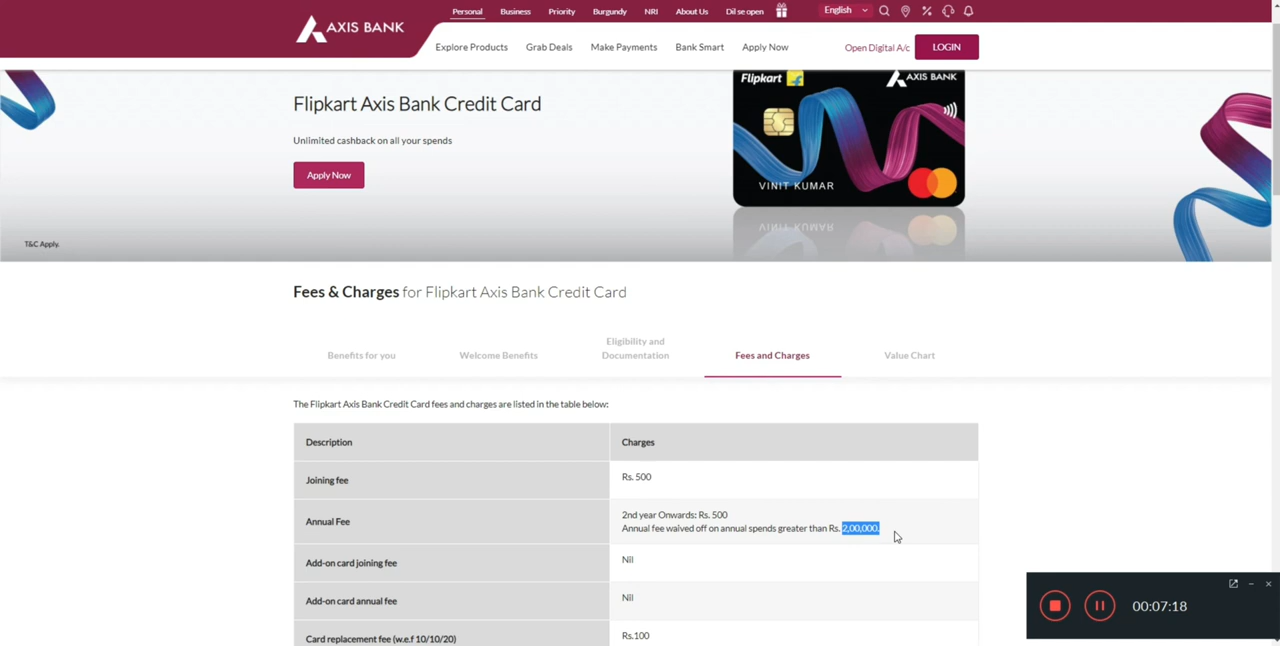 Personal Business Priority Burgundy NRI About Us Dil se open English
AXIS BANK
Explore Products Grab Deals Make Payments Bank Smart Apply Now Open Digital A/c LOGIN
Flipkart AXIS BANK
Flipkart Axis Bank Credit Card
Unlimited cashback on all your spends
Apply Now
VINIT KUMAR
VINIT KUMAR
T&C Apply.
Fees & Charges for Flipkart Axis Bank Credit Card
Benefits for you
Welcome Benefits
Eligibility and
Documentation
Fees and Charges
Value Chart
The Flipkart Axis Bank Credit Card fees and charges are listed in the table below:
Description Charges
Joining fee Rs. 500
Annual Fee
2nd year Onwards: Rs. 500
Annual fee waived off on annual spends greater than Rs. 2,00,000.
Add-on card joining fee Nil
Add-on card annual fee Nil
Card replacement fee (w.e.f 10/10/20) Rs.100
00:07:18